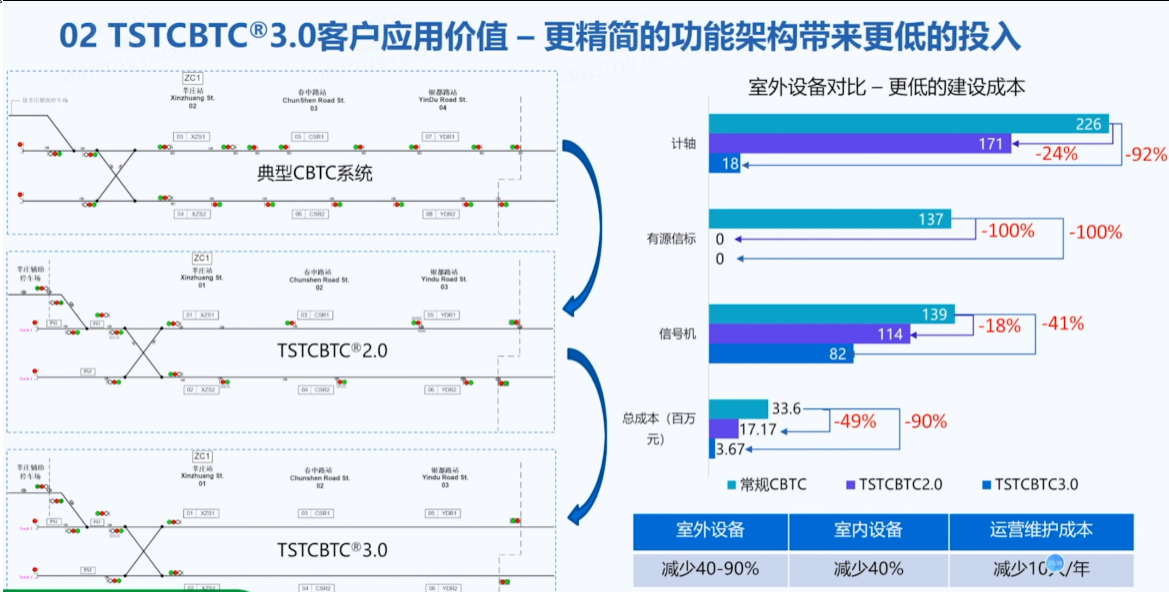 02 TSTCBTC®3.0客户应用价值 – 更精简的功能架构带来更低的投入
ZC1
莘庄站
Xinzhuang St.
02
春申路站
ChunShen Road St.
03
银都路站
YinDu Road St.
04
03 XZS1
05 CSR1
07 YDR1
典型CBTC系统
04 XZS2
06 CSR2
08 YDR2
莘庄辅助
停车场
ZC1
莘庄站
Xinzhuang St.
01
春申路站
Chunshen Road St.
02
银都路站
Yindu Road St.
03
01 XZS1
03 CSR1
05 YDR1
TSTCBTC®2.0
02 XZS2
04 CSR2
06 YDR2
莘庄辅助
停车场
ZC1
莘庄站
Xinzhuang St.
01
春申路站
Chunshen Road St.
02
银都路站
Yindu Road St.
03
01 XZS1
03 CSR1
05 YDR1
TSTCBTC®3.0
02 XZS2
04 CSR2
06 YDR2
室外设备对比 – 更低的建设成本
计轴
226
171
18
-24%
-92%
有源信标
137
0
0
-100%
-100%
信号机
139
114
82
-18%
-41%
总成本（百万
元）
33.6
17.17
3.67
-49%
-90%
常规CBTC TSTCBTC2.0 TSTCBTC3.0
室外设备 室内设备 运营维护成本
减少40-90% 减少40% 减少10人/年